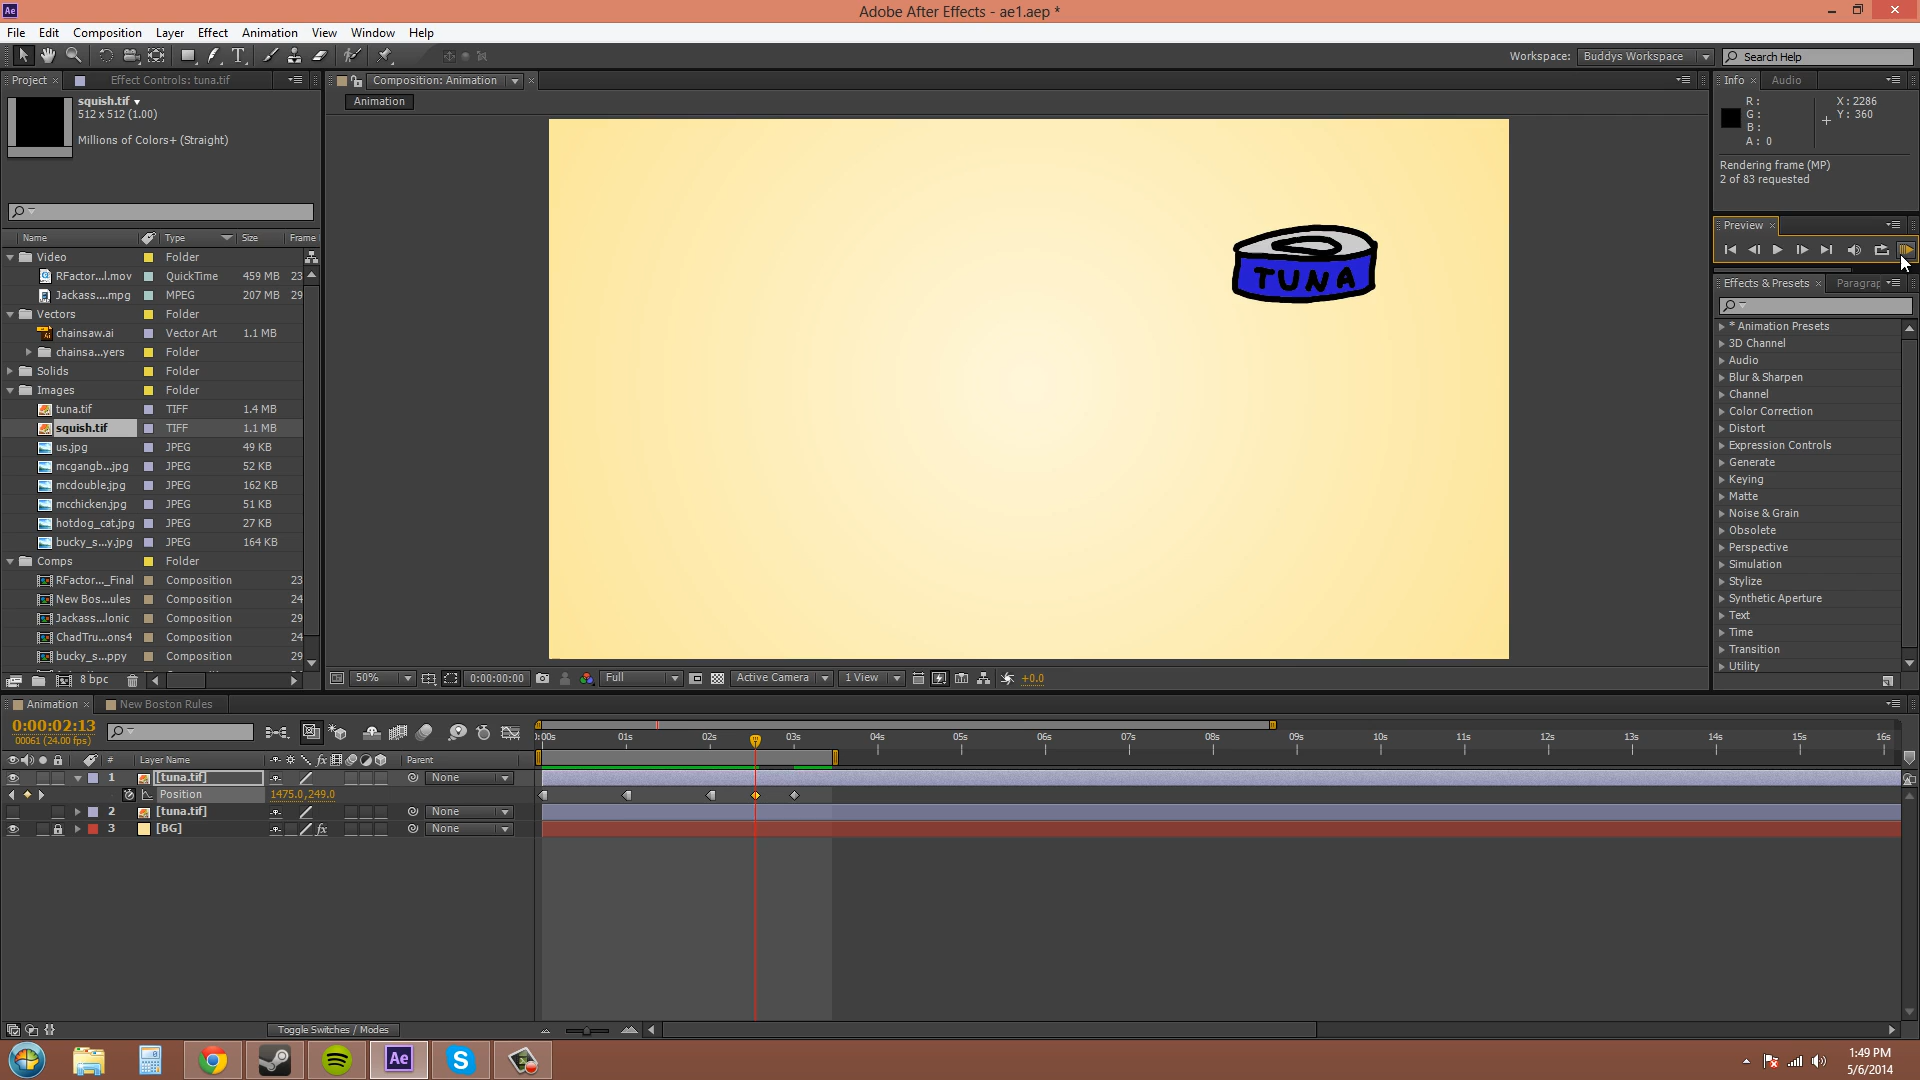 Ae
Adobe After Effects - ae1.aep *
File Edit Composition Layer Effect Animation View Window Help
Workspace: Buddys Workspace Search Help
Project × Effect Controls: tuna.tif
Composition: Animation ×
Info × Audio
squish.tif
512 x 512 (1.00)
Millions of Colors+ (Straight)
Animation
R:
G:
B:
A: 0
X: 2286
Y: 360
Rendering frame (MP)
2 of 83 requested
Preview ×
Effects & Presets × Paragrap
* Animation Presets
3D Channel
Audio
Blur & Sharpen
Channel
Color Correction
Distort
Expression Controls
Generate
Keying
Matte
Noise & Grain
Obsolete
Perspective
Simulation
Stylize
Synthetic Aperture
Text
Time
Transition
Utility
Name Type Size Frame
Video Folder
RFactor...l.mov QuickTime 459 MB 23
Jackass....mpg MPEG 207 MB 29
Vectors Folder
chainsaw.ai Vector Art 1.1 MB
chainsa...yers Folder
Solids Folder
Images Folder
tuna.tif TIFF 1.4 MB
squish.tif TIFF 1.1 MB
us.jpg JPEG 49 KB
mcgangb...jpg JPEG 52 KB
mcdouble.jpg JPEG 162 KB
mcchicken.jpg JPEG 51 KB
hotdog_cat.jpg JPEG 27 KB
bucky_s...y.jpg JPEG 164 KB
Comps Folder
RFactor..._Final Composition 23
New Bos...ules Composition 24
Jackass...lonic Composition 29
ChadTru...ons4 Composition 24
bucky_s...ppy Composition 29
8 bpc
TUNA
50% 0:00:00:00 Full Active Camera 1 View +0.0
Animation × New Boston Rules
0:00:02:13
00061 (24.00 fps)
):00s 01s 02s 03s 04s 05s 06s 07s 08s 09s 10s 11s 12s 13s 14s 15s 16s
# Layer Name fx Parent
1 [tuna.tif] None
Position 1475.0,249.0
2 [tuna.tif] None
3 [BG] fx None
Toggle Switches / Modes
Ae
1:49 PM
5/6/2014